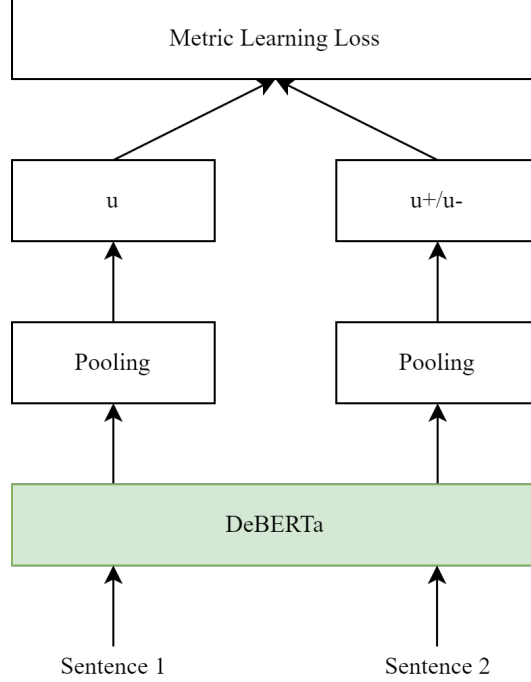 Metric Learning Loss
u
u+/u-
Pooling
Pooling
DeBERTa
Sentence 1
Sentence 2